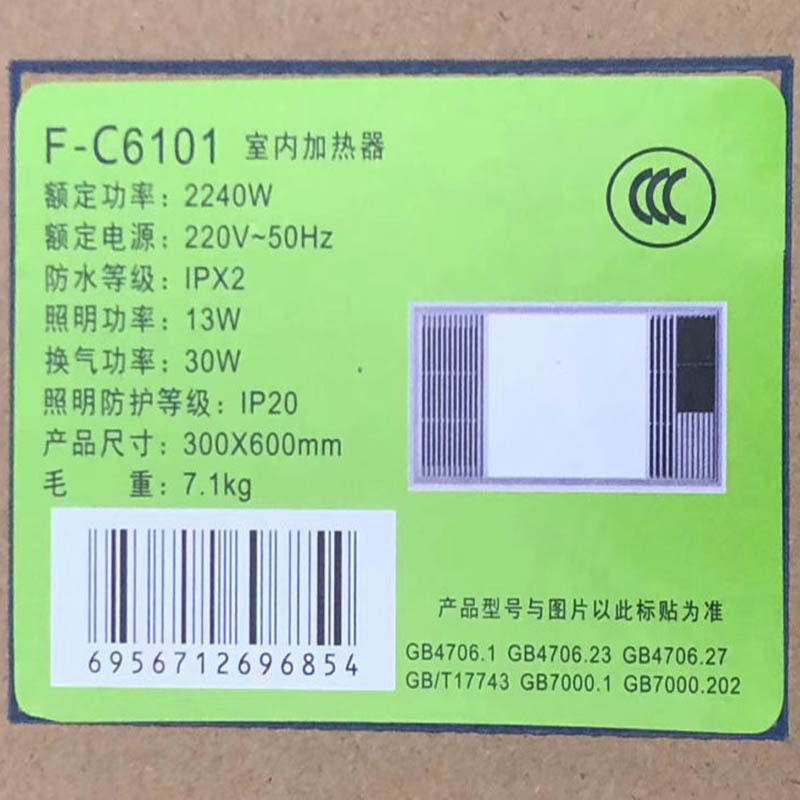 F-C6101 室内加热器
额定功率：2240W
额定电源：220V~50Hz
防水等级：IPX2
照明功率：13W
换气功率：30W
照明防护等级：IP20
产品尺寸：300X600mm
毛 重：7.1kg
6956712696854
CCC
产品型号与图片以此标贴为准
GB4706.1 GB4706.23 GB4706.27
GB/T17743 GB7000.1 GB7000.202